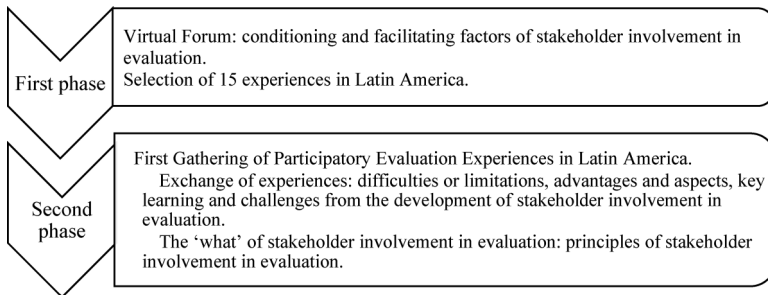 First phase
Virtual Forum: conditioning and facilitating factors of stakeholder involvement in
evaluation.
Selection of 15 experiences in Latin America.
Second
phase
First Gathering of Participatory Evaluation Experiences in Latin America.
Exchange of experiences: difficulties or limitations, advantages and aspects, key
learning and challenges from the development of stakeholder involvement in
evaluation.
The ‘what’ of stakeholder involvement in evaluation: principles of stakeholder
involvement in evaluation.